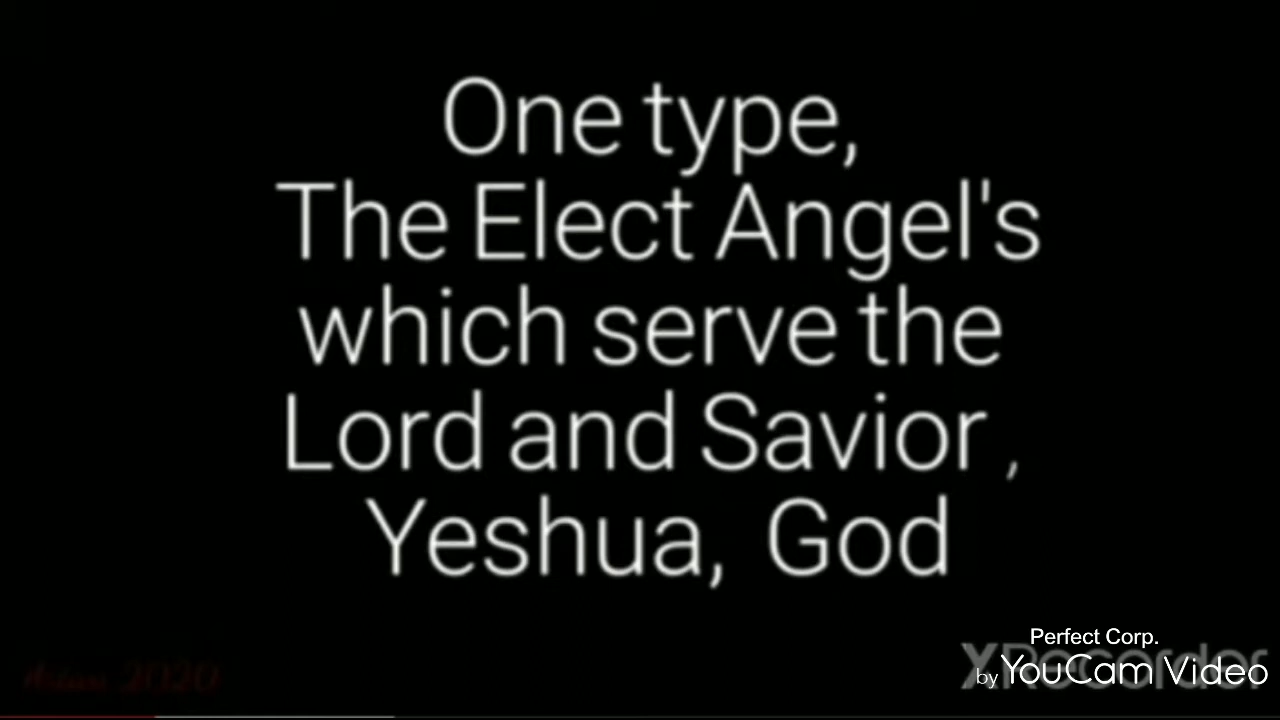 One type,
The Elect Angel's
which serve the
Lord and Savior ,
Yeshua, God
2020
Perfect Corp.
XRecorder
by YouCam Video